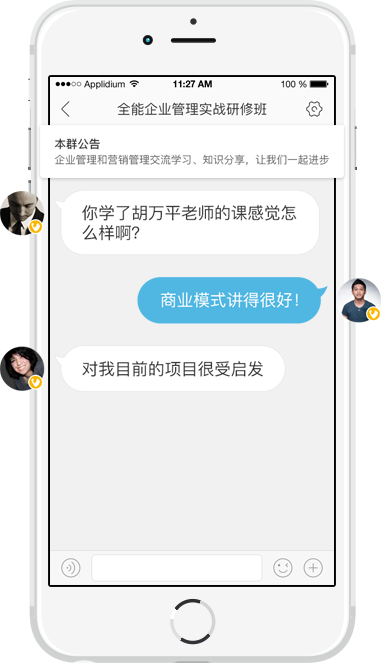 ●●●○○ Applidium 11:27 AM 100 %
全能企业管理实战研修班
本群公告
企业管理和营销管理交流学习、知识分享，让我们一起进步
你学了胡万平老师的课感觉怎
么样啊？
商业模式讲得很好！
对我目前的项目很受启发